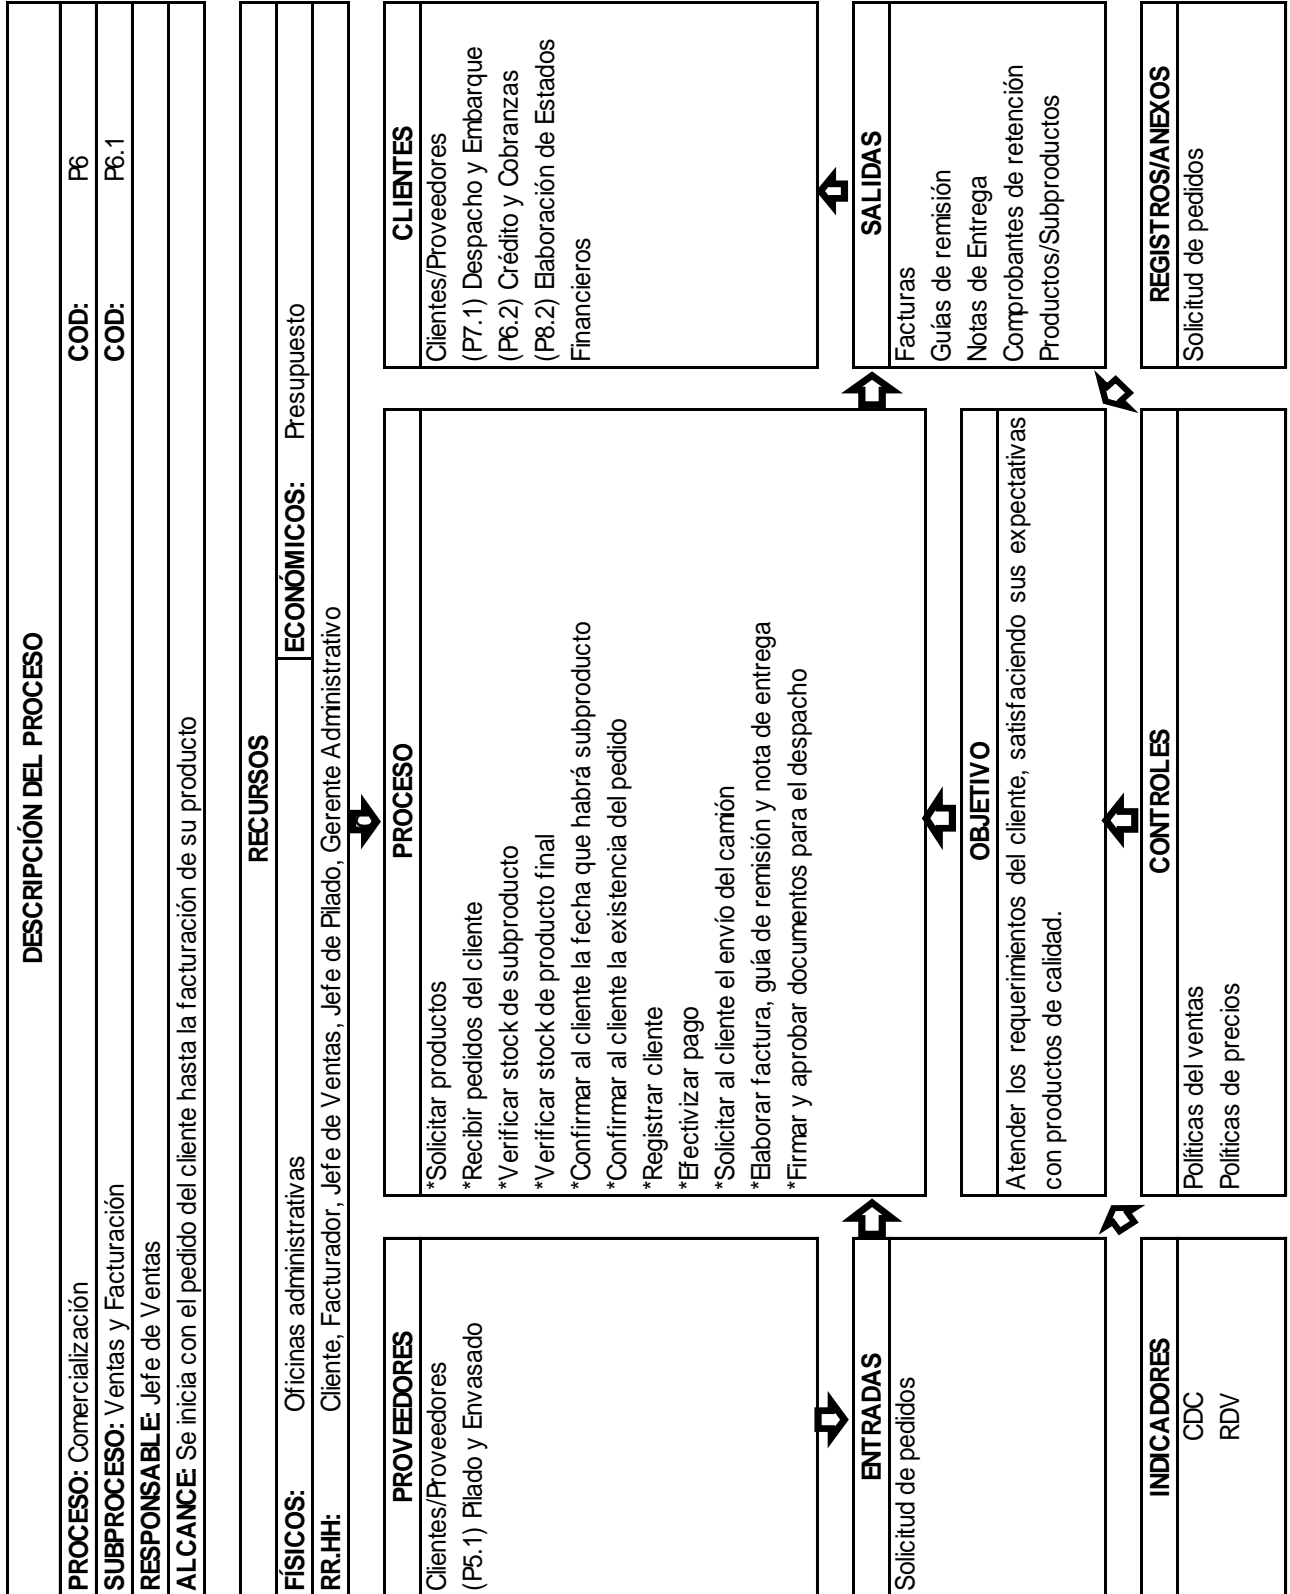 DESCRIPCIÓN DEL PROCESO
PROCESO: Comercialización COD: P6
SUBPROCESO: Ventas y Facturación COD: P6.1
RESPONSABLE: Jefe de Ventas
ALCANCE: Se inicia con el pedido del cliente hasta la facturación de su producto
RECURSOS
FÍSICOS: Oficinas administrativas ECONÓMICOS: Presupuesto
RR.HH: Cliente, Facturador, Jefe de Ventas, Jefe de Pilado, Gerente Administrativo
PROVEEDORES
Clientes/Proveedores
(P5.1) Pilado y Envasado
PROCESO
*Solicitar productos
*Recibir pedidos del cliente
*Verificar stock de subproducto
*Verificar stock de producto final
*Confirmar al cliente la fecha que habrá subproducto
*Confirmar al cliente la existencia del pedido
*Registrar cliente
*Efectivizar pago
*Solicitar al cliente el envío del camión
*Elaborar factura, guía de remisión y nota de entrega
*Firmar y aprobar documentos para el despacho
CLIENTES
Clientes/Proveedores
(P7.1) Despacho y Embarque
(P6.2) Crédito y Cobranzas
(P8.2) Elaboración de Estados
Financieros
ENTRADAS
Solicitud de pedidos
OBJETIVO
Atender los requerimientos del cliente, satisfaciendo sus expectativas
con productos de calidad.
SALIDAS
Facturas
Guías de remisión
Notas de Entrega
Comprobantes de retención
Productos/Subproductos
INDICADORES
CDC
RDV
CONTROLES
Políticas del ventas
Políticas de precios
REGISTROS/ANEXOS
Solicitud de pedidos